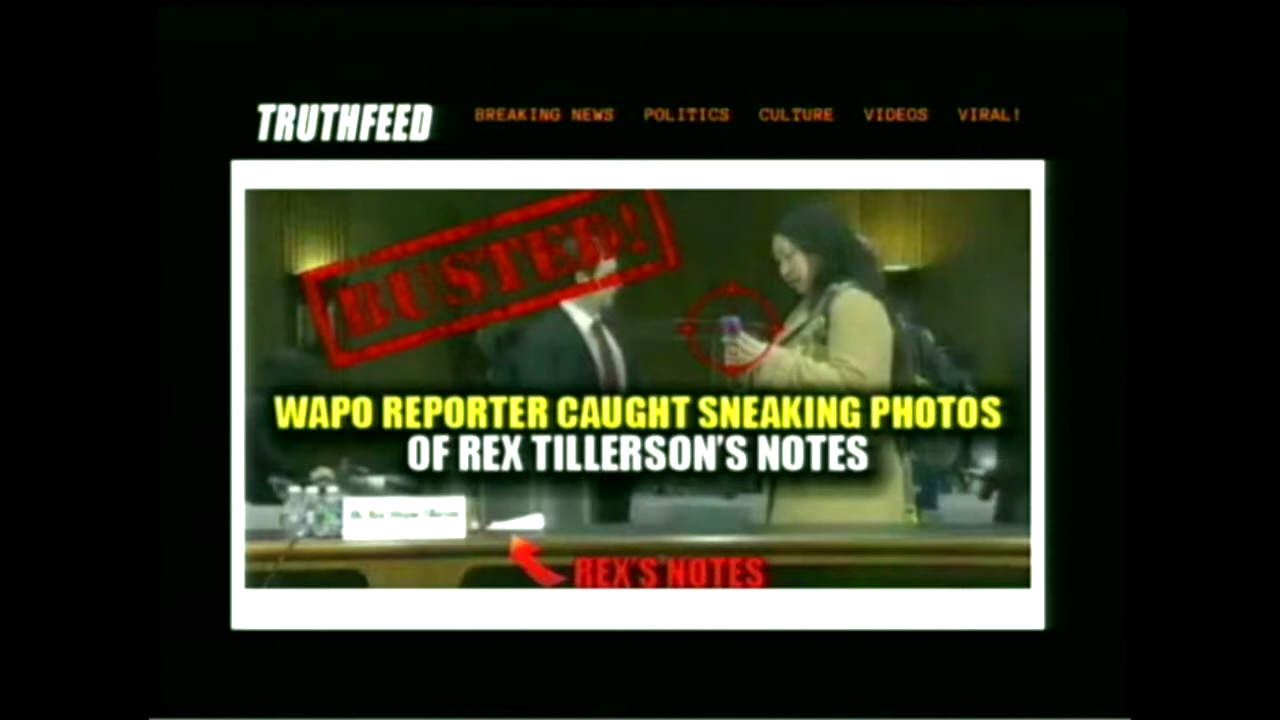 TRUTHFEED
BREAKING NEWS POLITICS CULTURE VIDEOS VIRAL!
BUSTED!
WAPO REPORTER CAUGHT SNEAKING PHOTOS
OF REX TILLERSON'S NOTES
REX'S NOTES